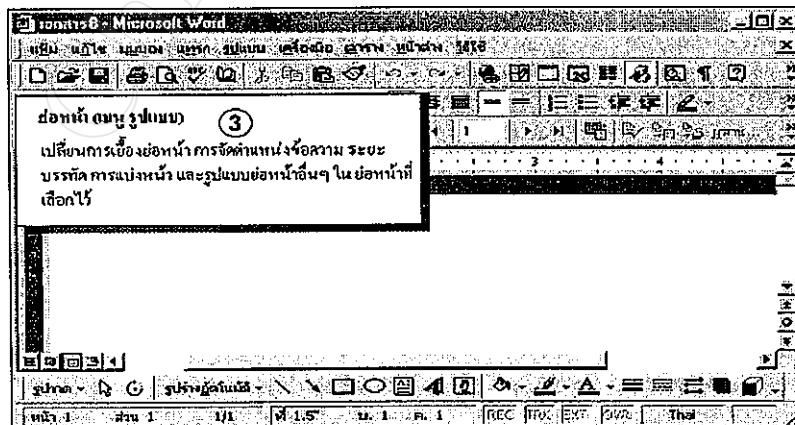 เอกสาร8 - Microsoft Word
แฟ้ม แก้ไข มุมมอง แทรก รูปแบบ เครื่องมือ ตาราง หน้าต่าง วิธีใช้
ย่อหน้า (เมนู รูปแบบ)
3
เปลี่ยนการเยื้องย่อหน้า การจัดตำแหน่งข้อความ ระยะ
บรรทัด การแบ่งหน้า และรูปแบบย่อหน้าอื่นๆ ใน ย่อหน้าที่
เลือกไว้
1
3 4
รูปวาด รูปร่างอัตโนมัติ
หน้า 1 ส่วน 1 1/1 ที่ 1.5" บ. 1 ค. 1 REC TRK EXT OVR Thai